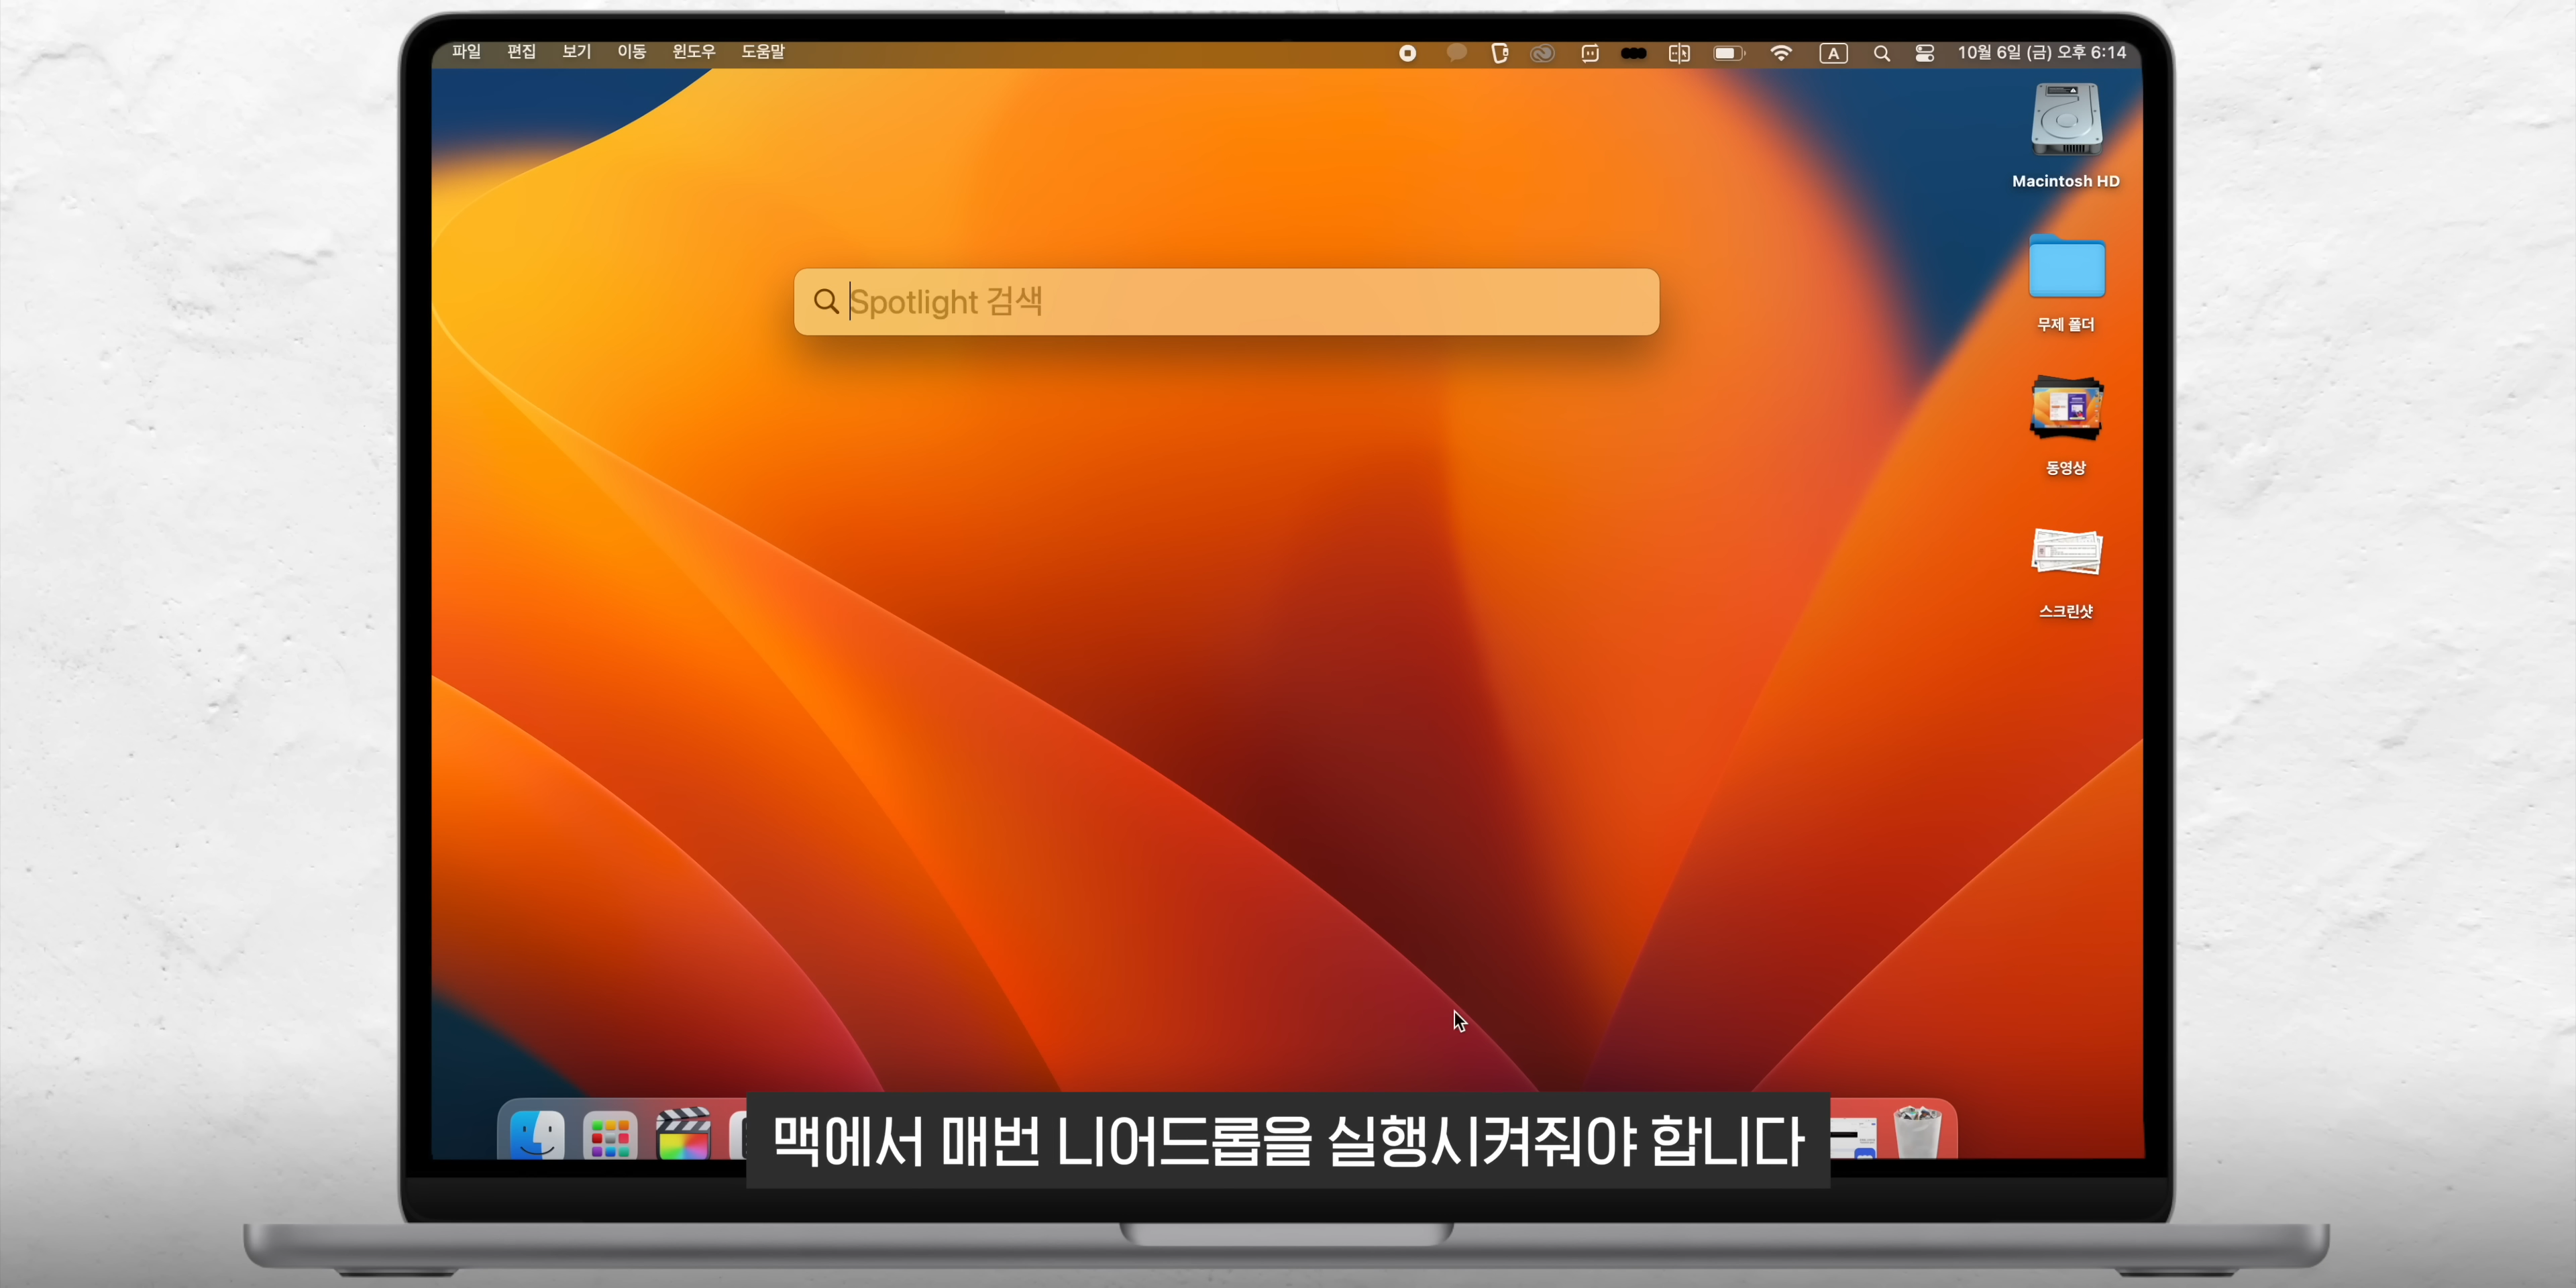 파일 편집 보기 이동 윈도우 도움말
A 10월 6일 (금) 오후 6:14
Macintosh HD
Spotlight 검색
무제 폴더
동영상
스크린샷
맥에서 매번 니어드롭을 실행시켜줘야 합니다